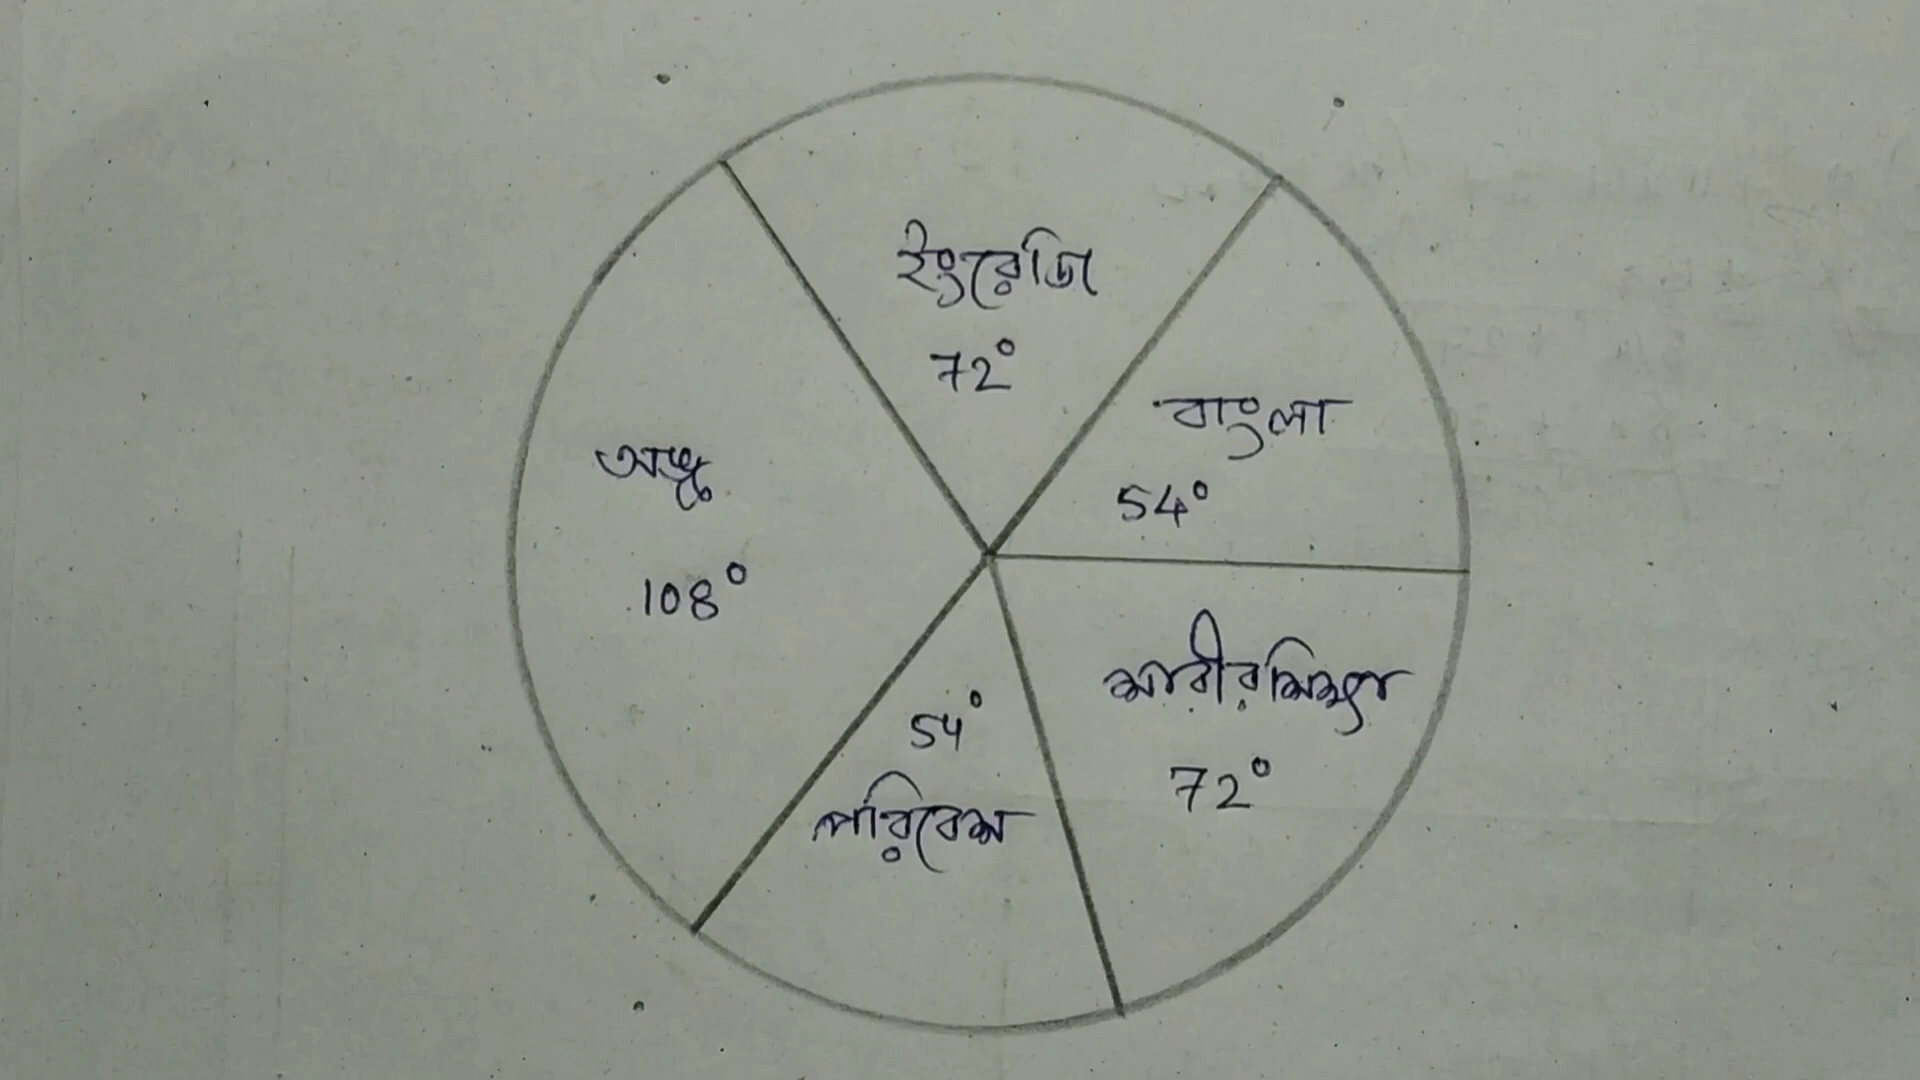 ইংরেজি
72°
বাংলা
54°
অঙ্ক
108°
শারীরশিক্ষা
72°
54°
পরিবেশ